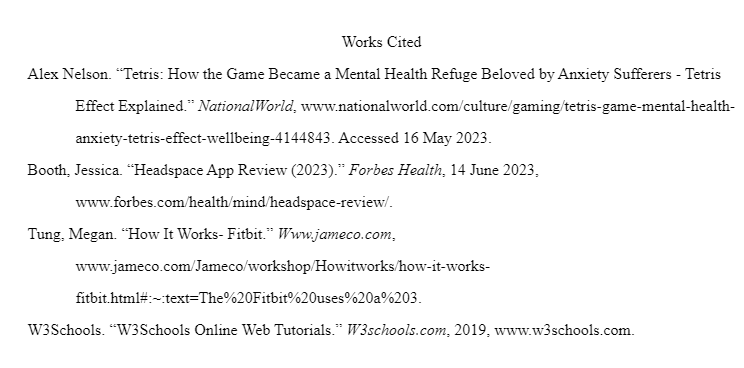 Works Cited
Alex Nelson. “Tetris: How the Game Became a Mental Health Refuge Beloved by Anxiety Sufferers - Tetris
Effect Explained.” NationalWorld, www.nationalworld.com/culture/gaming/tetris-game-mental-health-
anxiety-tetris-effect-wellbeing-4144843. Accessed 16 May 2023.
Booth, Jessica. “Headspace App Review (2023).” Forbes Health, 14 June 2023,
www.forbes.com/health/mind/headspace-review/.
Tung, Megan. “How It Works- Fitbit.” Www.jameco.com,
www.jameco.com/Jameco/workshop/Howitworks/how-it-works-
fitbit.html#:~:text=The%20Fitbit%20uses%20a%203.
W3Schools. “W3Schools Online Web Tutorials.” W3schools.com, 2019, www.w3schools.com.